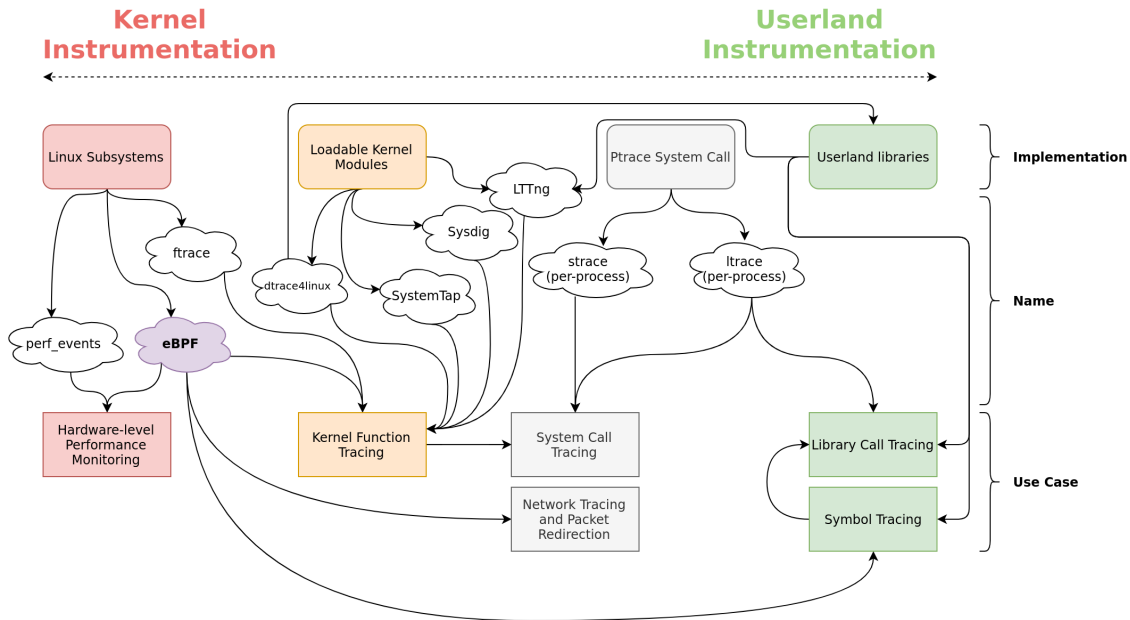 Kernel
Instrumentation
Userland
Instrumentation
Linux Subsystems
Loadable Kernel
Modules
Ptrace System Call
Userland libraries
Implementation
LTTng
Sysdig
ftrace
strace
(per-process)
ltrace
(per-process)
dtrace4linux
SystemTap
Name
perf_events
eBPF
Hardware-level
Performance
Monitoring
Kernel Function
Tracing
System Call
Tracing
Library Call Tracing
Use Case
Network Tracing
and Packet
Redirection
Symbol Tracing